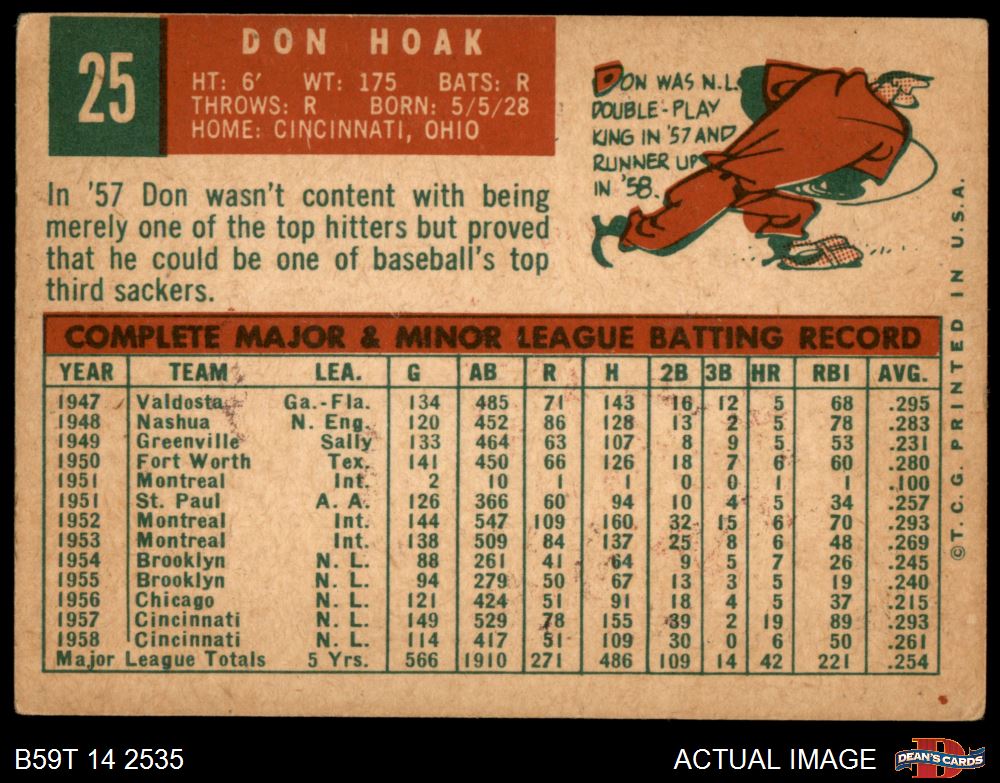 25
DON HOAK
HT: 6' WT: 175 BATS: R
THROWS: R BORN: 5/5/28
HOME: CINCINNATI, OHIO
DON WAS N.L.
DOUBLE-PLAY
KING IN '57 AND
RUNNER UP
IN '58.
In '57 Don wasn't content with being
merely one of the top hitters but proved
that he could be one of baseball's top
third sackers.
COMPLETE MAJOR & MINOR LEAGUE BATTING RECORD
YEAR TEAM LEA. G AB R H 2B 3B HR RBI AVG.
1947 Valdosta Ga.-Fla. 134 485 71 143 16 12 5 68 .295
1948 Nashua N. Eng. 120 452 86 128 13 2 5 78 .283
1949 Greenville Sally 133 464 63 107 8 9 5 53 .231
1950 Fort Worth Tex. 141 450 66 126 18 7 6 60 .280
1951 Montreal Int. 2 10 1 1 0 0 1 1 .100
1951 St. Paul A. A. 126 366 60 94 10 4 5 34 .257
1952 Montreal Int. 144 547 109 160 32 15 6 70 .293
1953 Montreal Int. 138 509 84 137 25 8 6 48 .269
1954 Brooklyn N. L. 88 261 41 64 9 5 7 26 .245
1955 Brooklyn N. L. 94 279 50 67 13 3 5 19 .240
1956 Chicago N. L. 121 424 51 91 18 4 5 37 .215
1957 Cincinnati N. L. 149 529 78 155 39 2 19 89 .293
1958 Cincinnati N. L. 114 417 51 109 30 0 6 50 .261
Major League Totals 5 Yrs. 566 1910 271 486 109 14 42 221 .254
©T.C.G. PRINTED IN U.S.A.
B59T 14 2535
ACTUAL IMAGE
D
DEAN'S CARDS